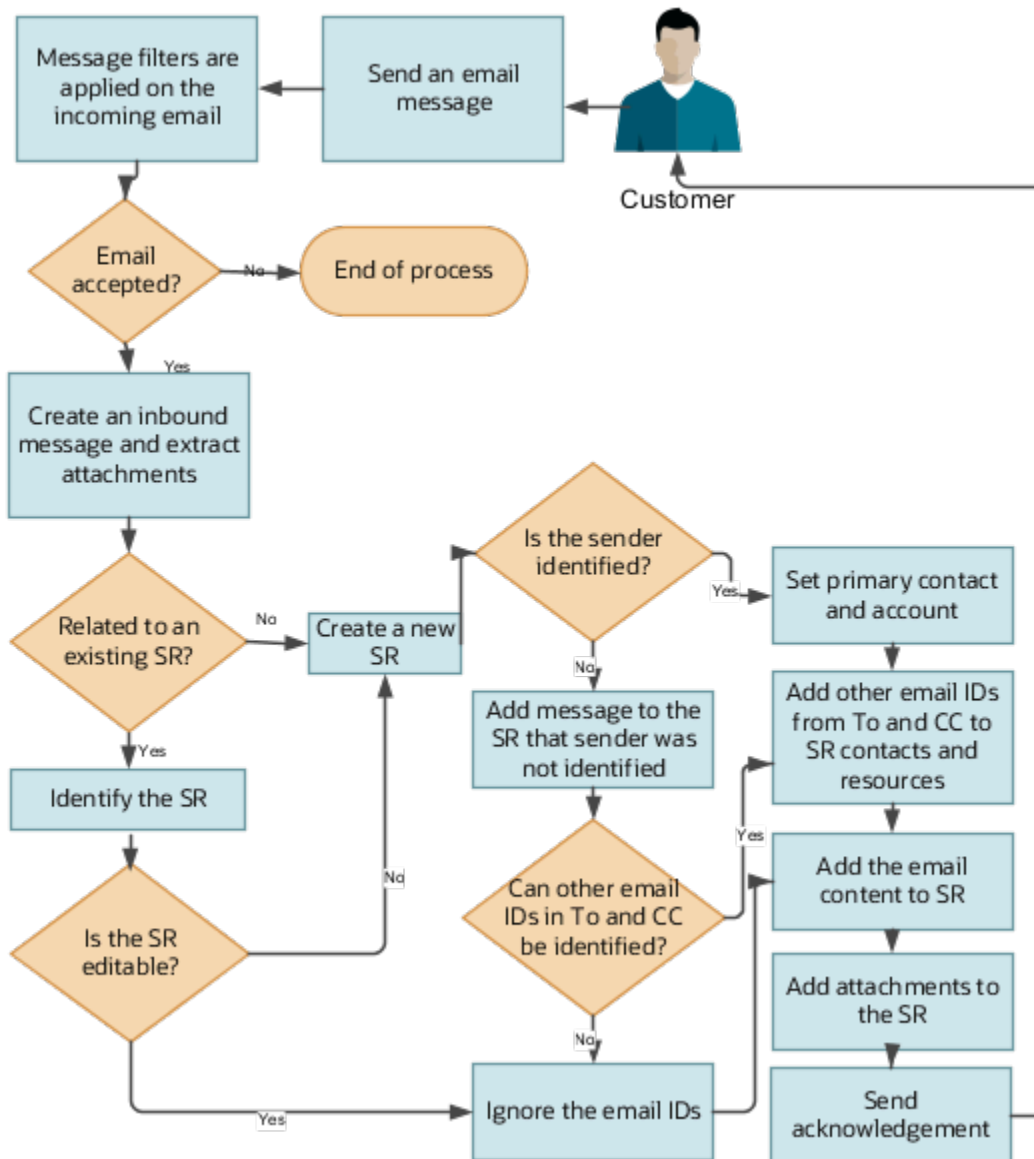 Message filters are
applied on the
incoming email
Send an email
message
Customer
Email
accepted?
No
End of process
Yes
Create an inbound
message and extract
attachments
Related to an
existing SR?
No
Create a new
SR
Is the sender
identified?
Yes
Set primary contact
and account
No
Add message to the
SR that sender was
not identified
Add other email IDs
from To and CC to
SR contacts and
resources
Yes
Identify the SR
Yes
Is the SR
editable?
No
Can other email
IDs in To and CC
be identified?
Add the email
content to SR
Add attachments to
the SR
No
Yes
Ignore the email IDs
Send
acknowledgement